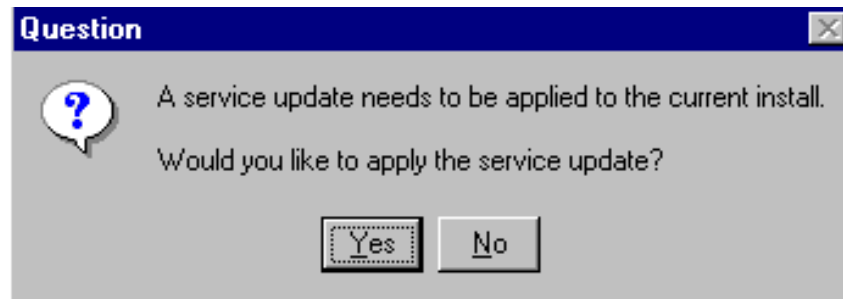 Question
?
A service update needs to be applied to the current install.
Would you like to apply the service update?
Yes No